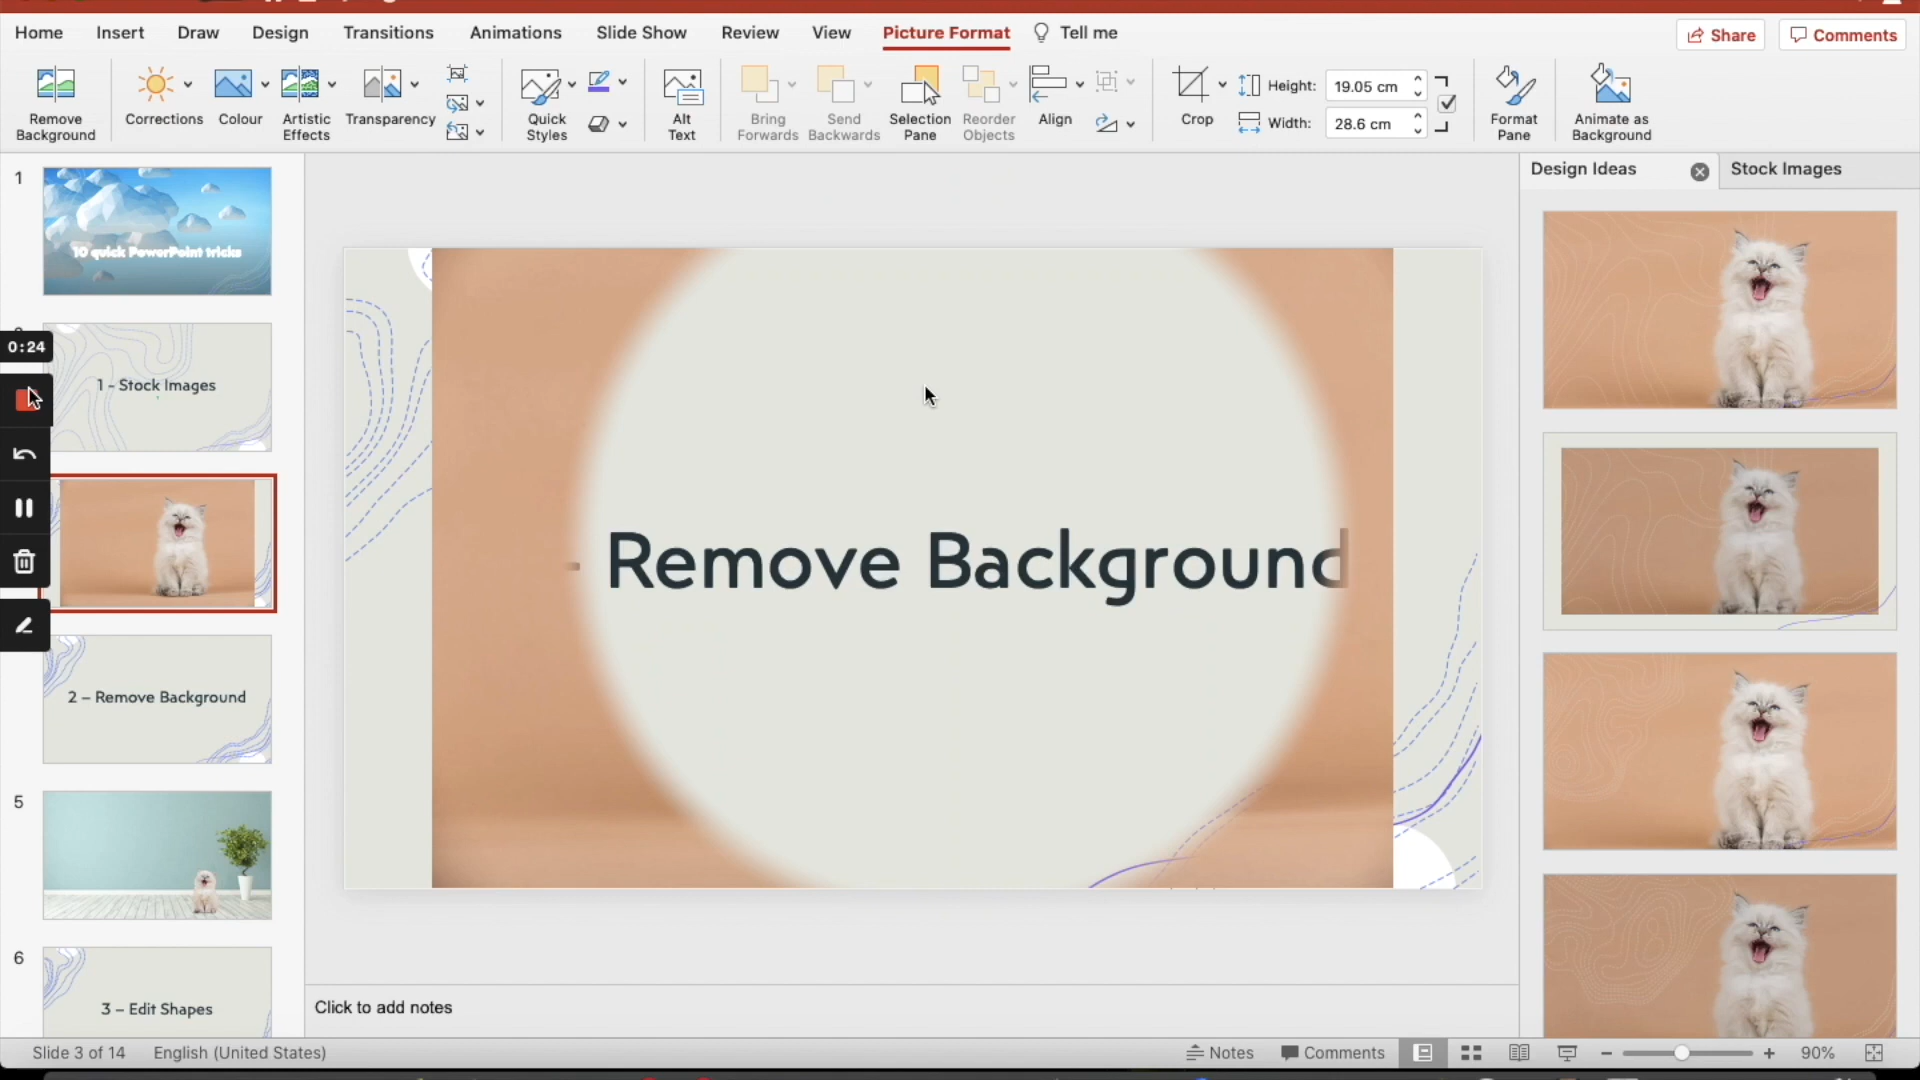 Home Insert Draw Design Transitions Animations Slide Show Review View Picture Format Tell me Share Comments
Remove Background
Corrections
Colour
Artistic Effects
Transparency
Quick Styles
Alt Text
Bring Forwards
Send Backwards
Selection Pane
Reorder Objects
Align
Crop
Height: 19.05 cm
Width: 28.6 cm
Format Pane
Animate as Background
1
10 quick PowerPoint tricks
0:24
1 - Stock Images
2 – Remove Background
5
6
3 – Edit Shapes
- Remove Background
Design Ideas
Stock Images
Click to add notes
Slide 3 of 14 English (United States) Notes Comments 90%